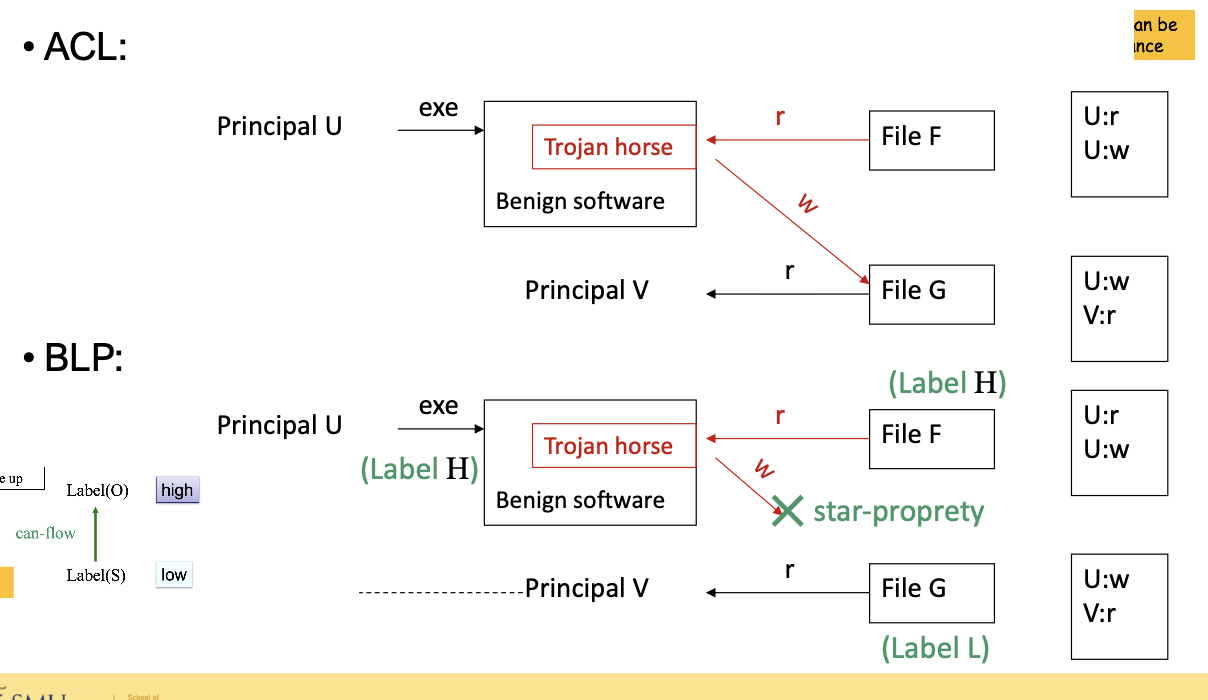 • ACL:
an be
nce
Principal U
exe
Trojan horse
Benign software
r
File F
U:r
U:w
w
Principal V
r
File G
U:w
V:r
• BLP:
(Label H)
Principal U
exe
(Label H)
Trojan horse
Benign software
r
File F
U:r
U:w
w
star-proprety
e up
Label(O)
high
can-flow
Label(S)
low
Principal V
r
File G
U:w
V:r
(Label L)
School of